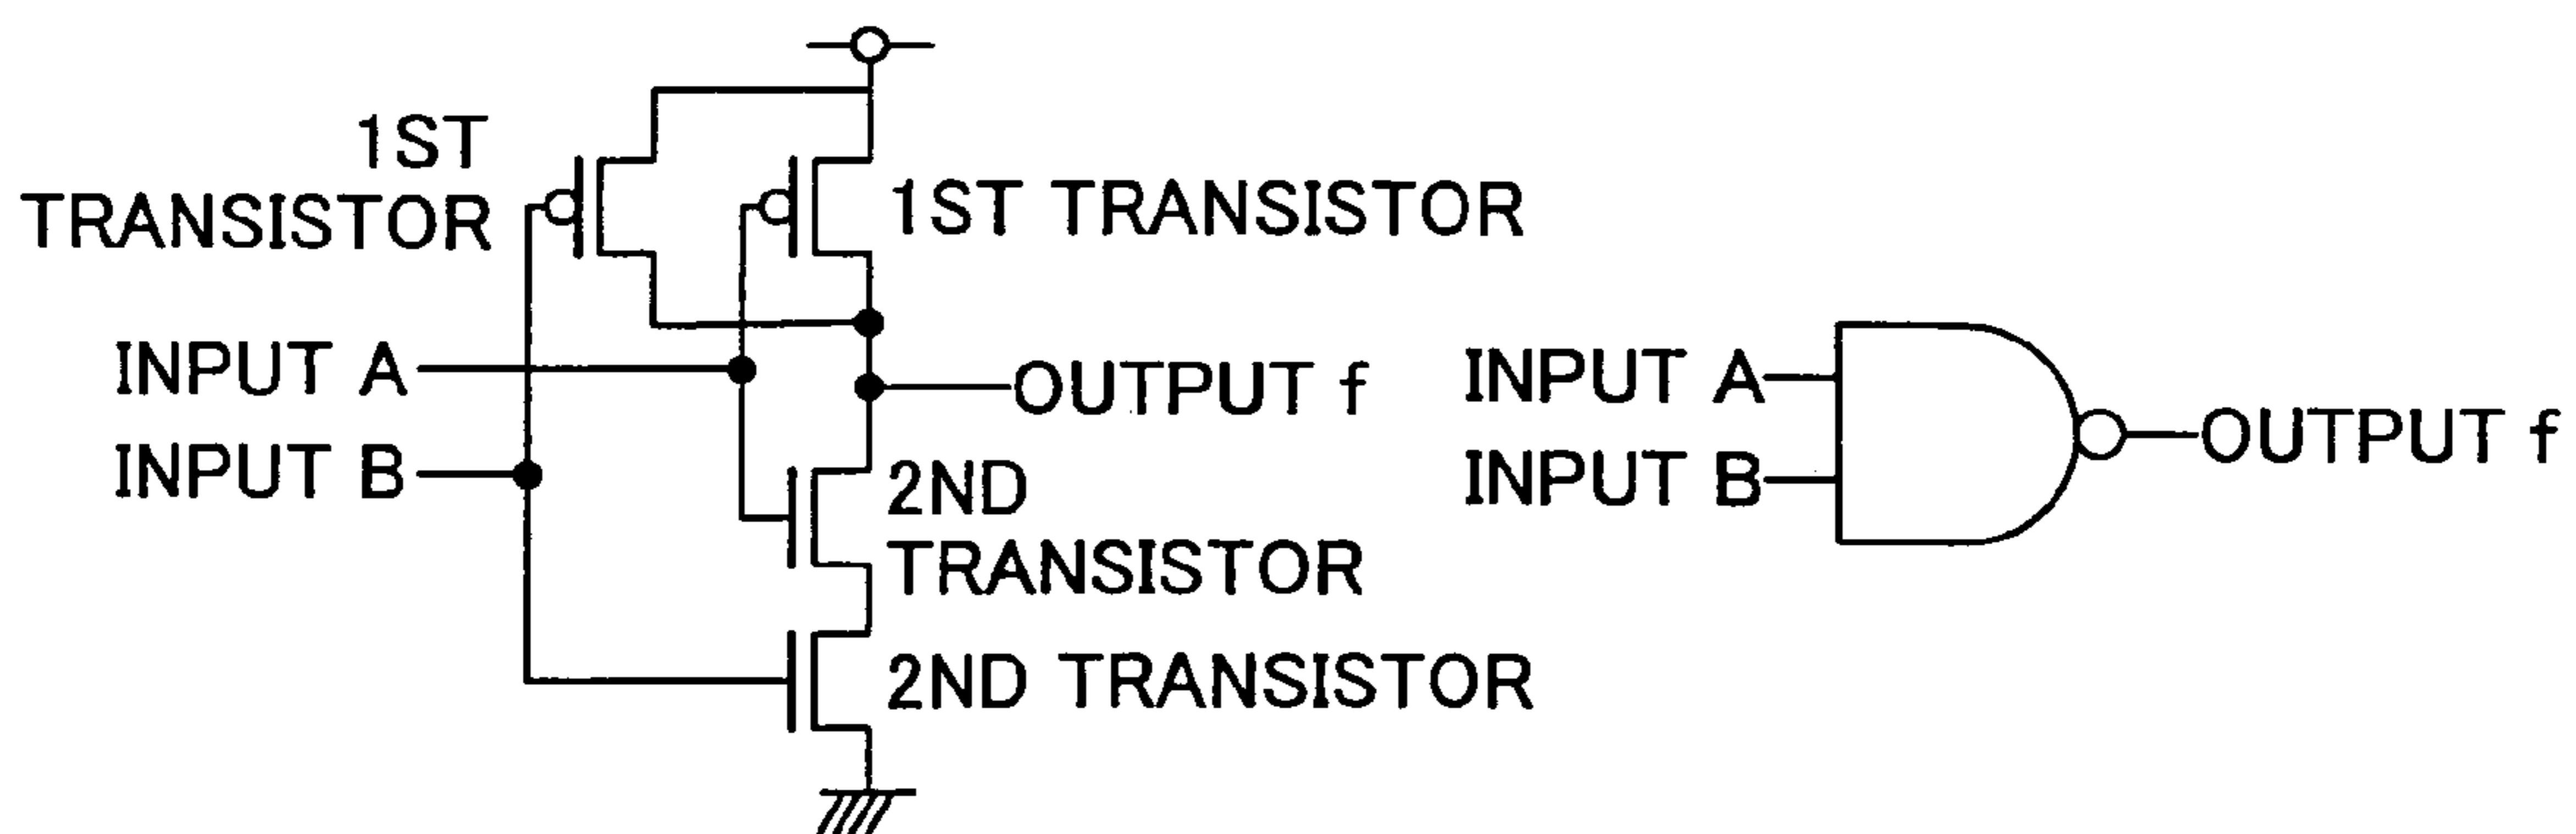 1ST
TRANSISTOR
1ST TRANSISTOR
INPUT A
OUTPUT f
INPUT B
2ND
TRANSISTOR
2ND TRANSISTOR
INPUT A
INPUT B
OUTPUT f